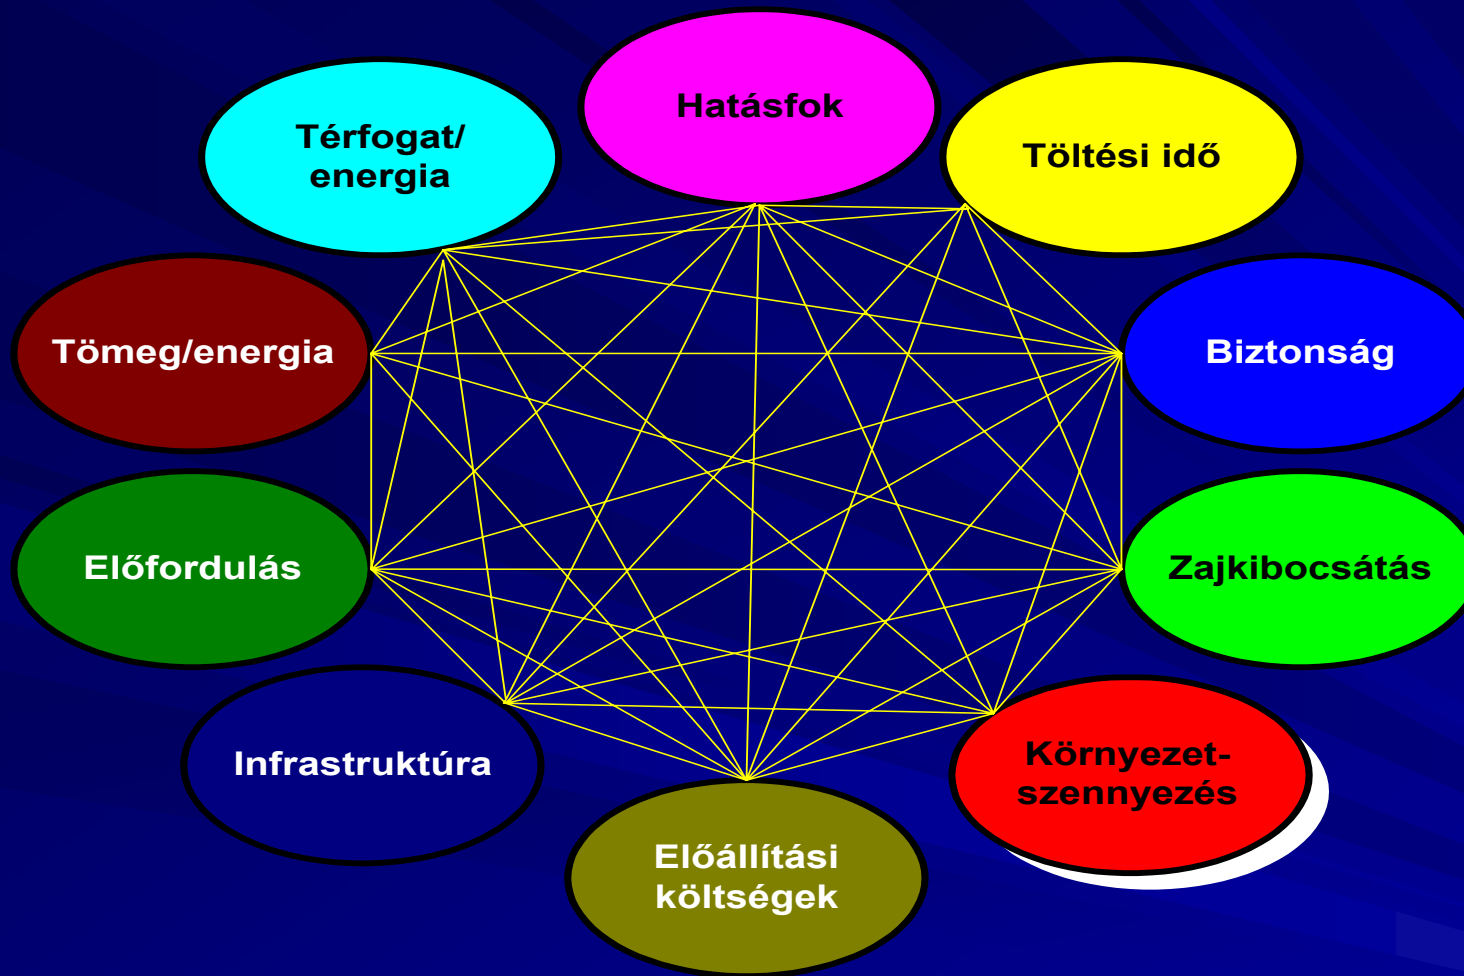 Hatásfok
Térfogat/
energia
Töltési idő
Tömeg/energia
Biztonság
Előfordulás
Zajkibocsátás
Infrastruktúra
Környezet-
szennyezés
Előállítási
költségek